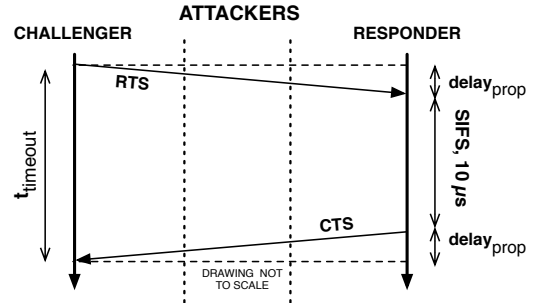 ATTACKERS
CHALLENGER
RESPONDER
RTS
delayprop
ttimeout
SIFS, 10 µs
CTS
delayprop
DRAWING NOT
TO SCALE